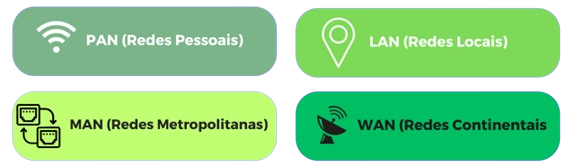 PAN (Redes Pessoais)
LAN (Redes Locais)
MAN (Redes Metropolitanas)
WAN (Redes Continentais